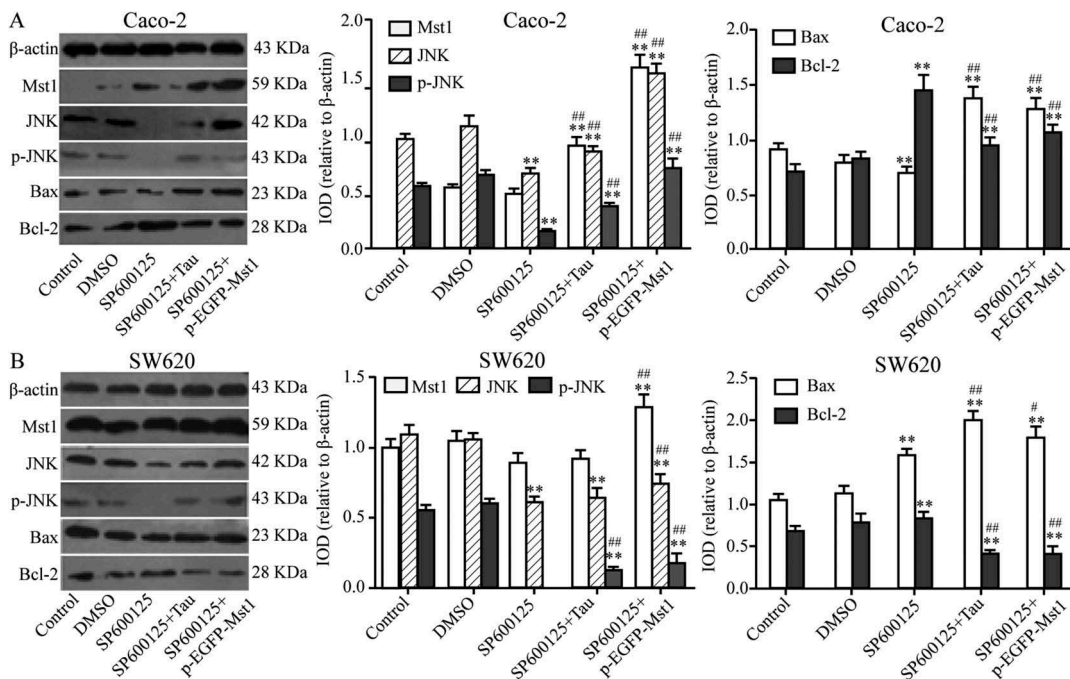 A
Caco-2
β-actin 43 KDa
Mst1 59 KDa
JNK 42 KDa
p-JNK 43 KDa
Bax 23 KDa
Bcl-2 28 KDa
Control
DMSO
SP600125
SP600125+Tau
SP600125+
p-EGFP-Mst1
IOD (relative to β-actin)
2.0
1.5
1.0
0.5
0.0
Mst1
JNK
p-JNK
**
**
##
**
##
**
##
**
##
**
##
**
##
**
Control
DMSO
SP600125
SP600125+Tau
SP600125+
p-EGFP-Mst1
Caco-2
IOD (relative to β-actin)
2.0
1.5
1.0
0.5
0.0
Bax
Bcl-2
**
**
##
**
##
**
##
**
##
**
Control
DMSO
SP600125
SP600125+Tau
SP600125+
p-EGFP-Mst1
B
SW620
β-actin 43 KDa
Mst1 59 KDa
JNK 42 KDa
p-JNK 43 KDa
Bax 23 KDa
Bcl-2 28 KDa
Control
DMSO
SP600125
SP600125+Tau
SP600125+
p-EGFP-Mst1
SW620
IOD (relative to β-actin)
1.5
1.0
0.5
0.0
Mst1 JNK p-JNK
**
**
##
**
##
**
##
**
##
**
Control
DMSO
SP600125
SP600125+Tau
SP600125+
p-EGFP-Mst1
SW620
IOD (relative to β-actin)
2.5
2.0
1.5
1.0
0.5
0.0
Bax
Bcl-2
**
**
##
**
##
**
#
**
##
**
Control
DMSO
SP600125
SP600125+Tau
SP600125+
p-EGFP-Mst1